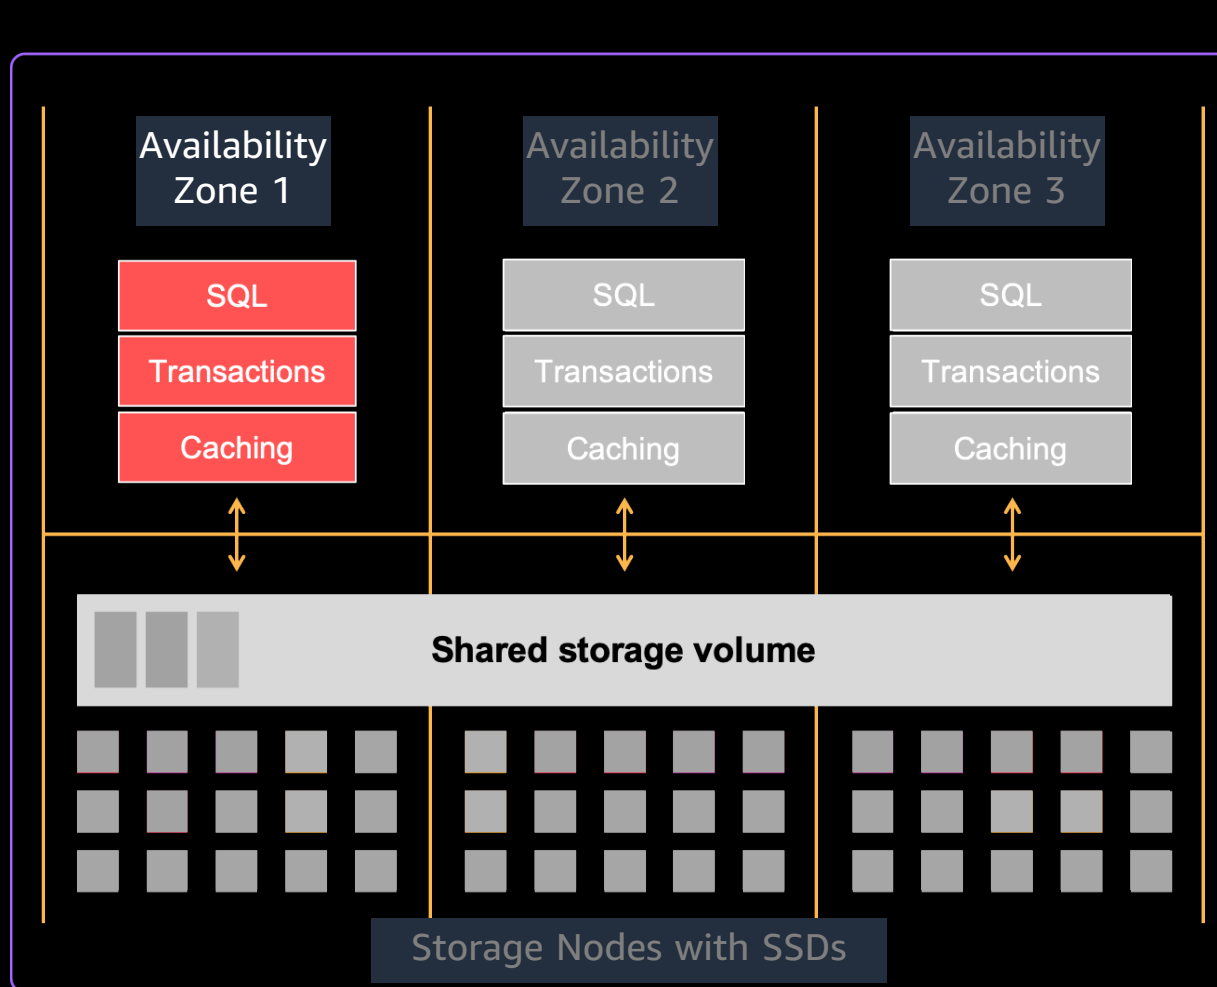 Availability
Zone 1
Availability
Zone 2
Availability
Zone 3
SQL
Transactions
Caching
SQL
Transactions
Caching
SQL
Transactions
Caching
Shared storage volume
Storage Nodes with SSDs